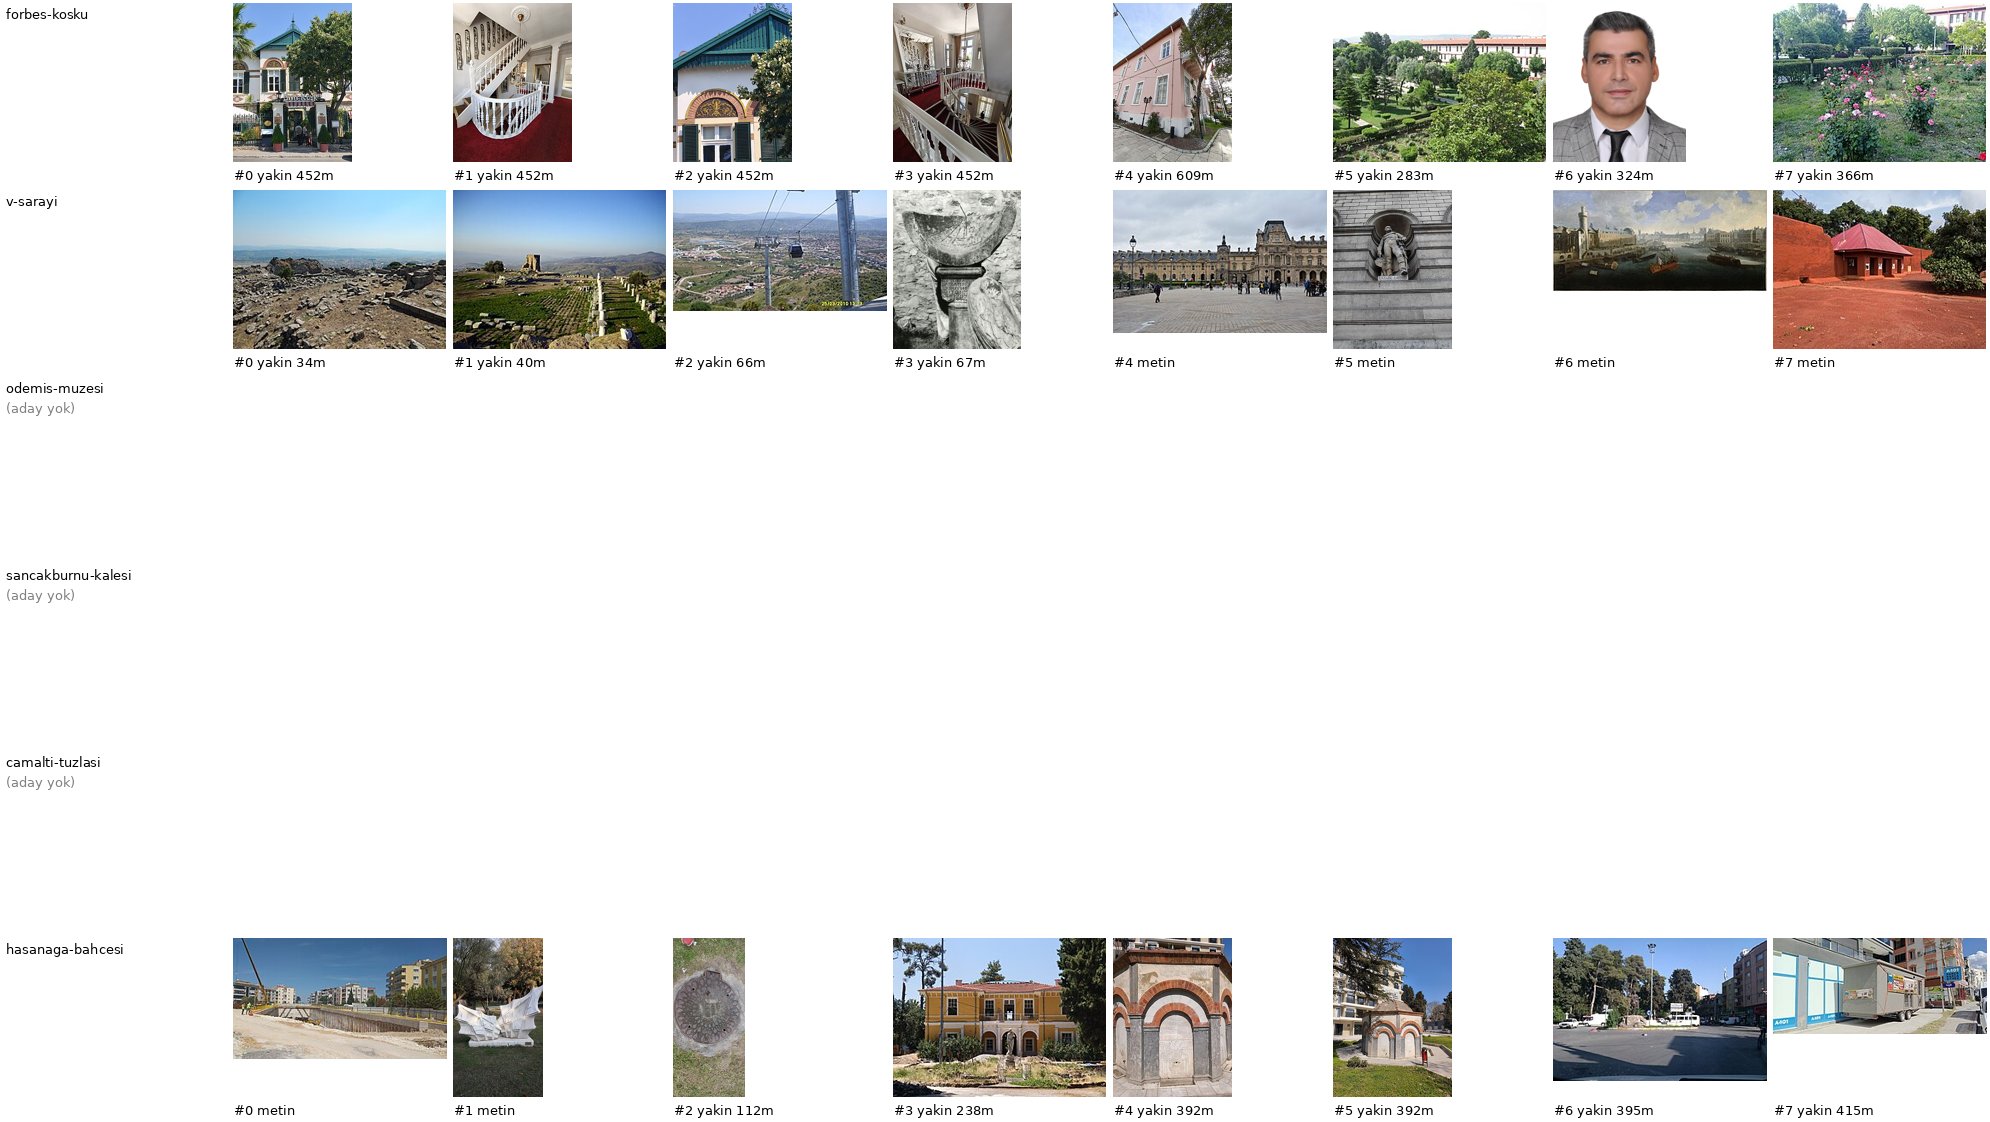 forbes-kosku
#0 yakin 452m
#1 yakin 452m
#2 yakin 452m
#3 yakin 452m
#4 yakin 609m
#5 yakin 283m
#6 yakin 324m
#7 yakin 366m
v-sarayi
#0 yakin 34m
#1 yakin 40m
#2 yakin 66m
#3 yakin 67m
#4 metin
#5 metin
#6 metin
#7 metin
odemis-muzesi
(aday yok)
sancakburnu-kalesi
(aday yok)
camalti-tuzlasi
(aday yok)
hasanaga-bahcesi
#0 metin
#1 metin
#2 yakin 112m
#3 yakin 238m
#4 yakin 392m
#5 yakin 392m
#6 yakin 395m
#7 yakin 415m